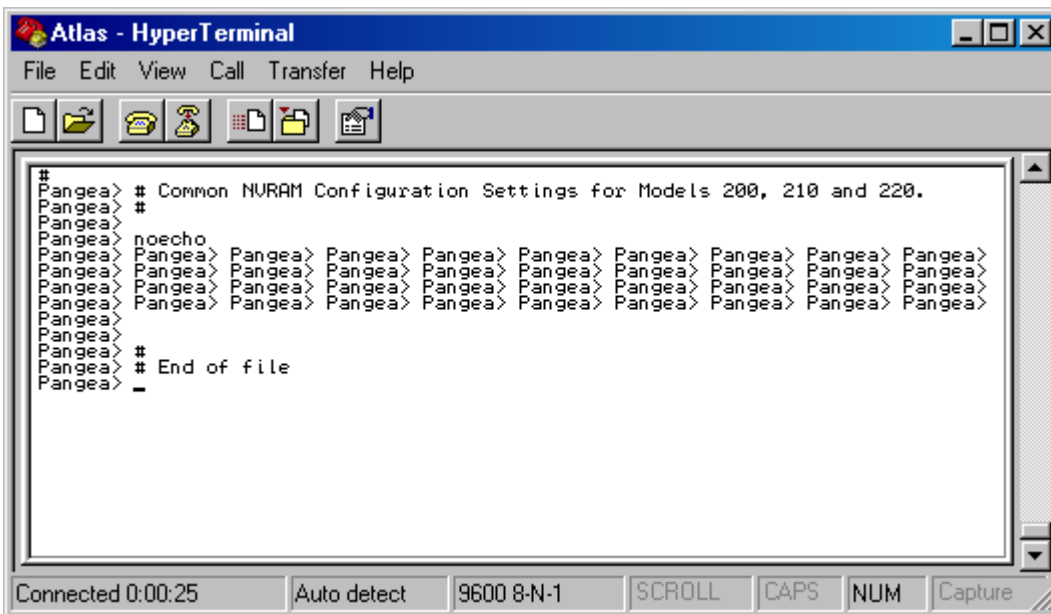 Atlas - HyperTerminal
File Edit View Call Transfer Help
#
Pangea> # Common NVRAM Configuration Settings for Models 200, 210 and 220.
Pangea> #
Pangea>
Pangea> noecho
Pangea> Pangea> Pangea> Pangea> Pangea> Pangea> Pangea> Pangea> Pangea> Pangea>
Pangea> Pangea> Pangea> Pangea> Pangea> Pangea> Pangea> Pangea> Pangea> Pangea>
Pangea> Pangea> Pangea> Pangea> Pangea> Pangea> Pangea> Pangea> Pangea> Pangea>
Pangea> Pangea> Pangea> Pangea> Pangea> Pangea> Pangea> Pangea> Pangea> Pangea>
Pangea>
Pangea>
Pangea> #
Pangea> # End of file
Pangea> _
Connected 0:00:25 Auto detect 9600 8-N-1 SCROLL CAPS NUM Capture